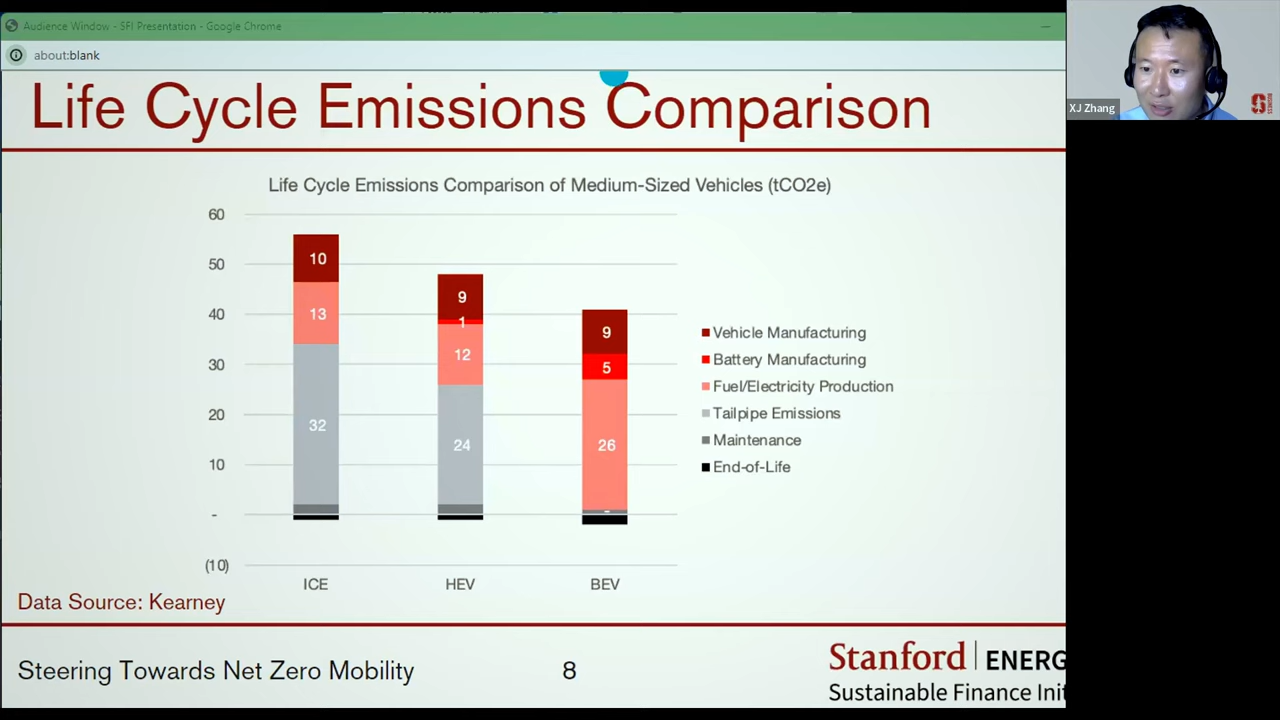 Audience Window - SFI Presentation - Google Chrome
about:blank
Life Cycle Emissions Comparison
XJ Zhang
Life Cycle Emissions Comparison of Medium-Sized Vehicles (tCO2e)
60
50
40
30
20
10
-
(10)
10
13
32
9
1
12
24
9
5
26
-
ICE
HEV
BEV
Vehicle Manufacturing
Battery Manufacturing
Fuel/Electricity Production
Tailpipe Emissions
Maintenance
End-of-Life
Data Source: Kearney
Steering Towards Net Zero Mobility
8
Stanford | ENERG
Sustainable Finance Init